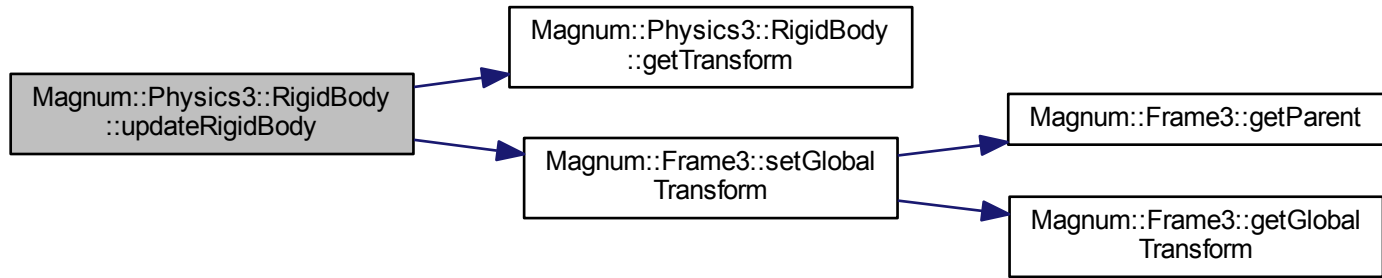 Magnum::Physics3::RigidBody
::updateRigidBody
Magnum::Physics3::RigidBody
::getTransform
Magnum::Frame3::setGlobal
Transform
Magnum::Frame3::getParent
Magnum::Frame3::getGlobal
Transform